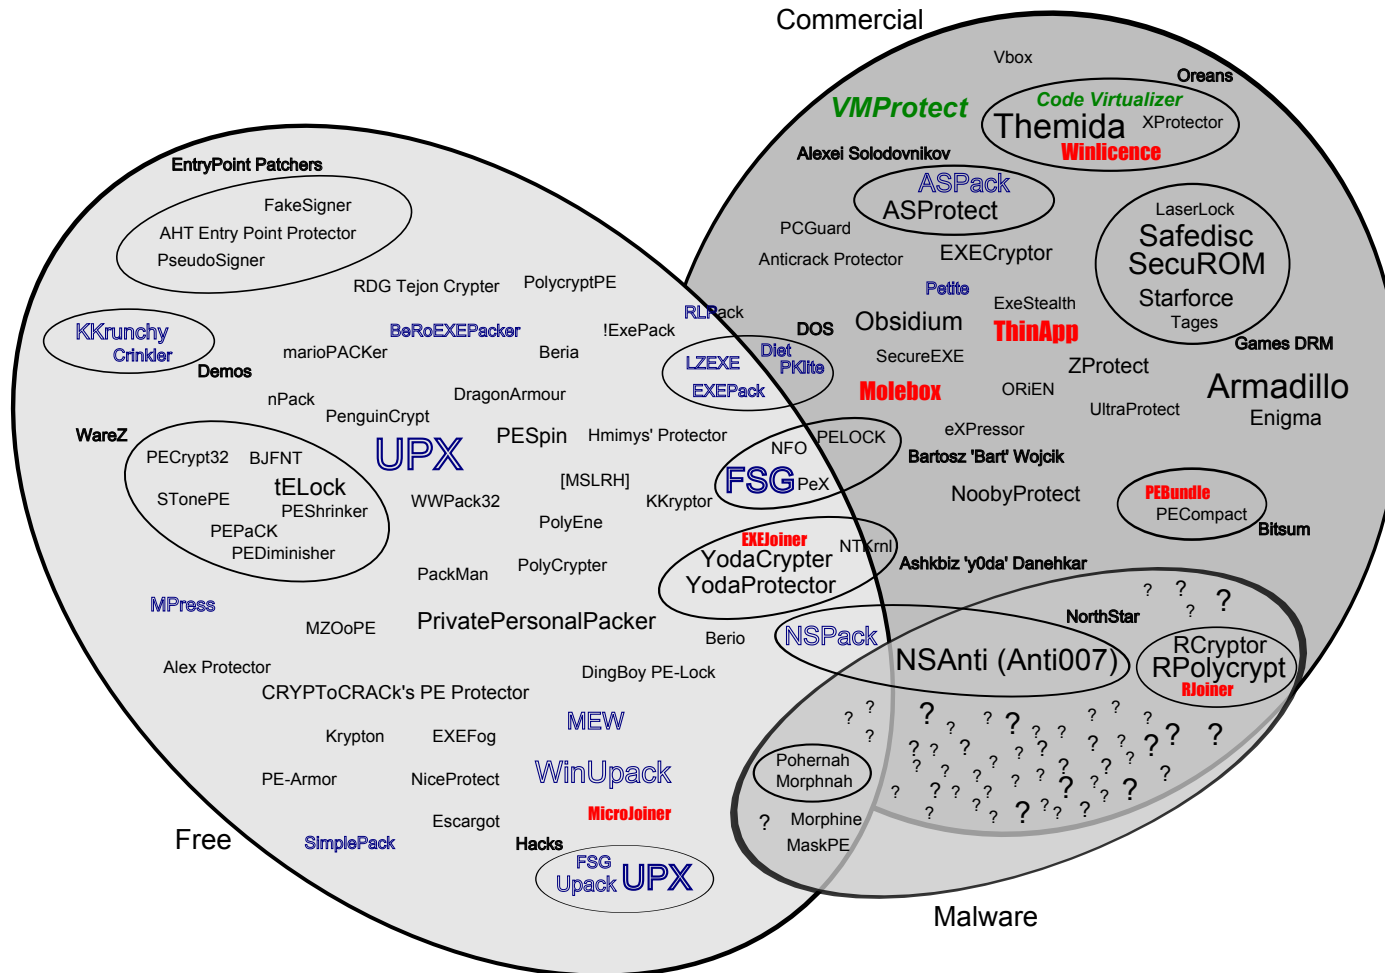 Commercial
Vbox
Oreans
VMProtect
Code Virtualizer
Themida
XProtector
Winlicence
Alexei Solodovnikov
ASPack
ASProtect
PCGuard
Anticrack Protector
EXECryptor
LaserLock
Safedisc
SecuROM
Starforce
Tages
Games DRM
Petite
ExeStealth
Obsidium
ThinApp
SecureEXE
ZProtect
Molebox
ORiEN
UltraProtect
Armadillo
Enigma
eXPressor
Bartosz 'Bart' Wojcik
NoobyProtect
PEBundle
PECompact
Bitsum
Ashkbiz 'y0da' Danehkar
EntryPoint Patchers
FakeSigner
AHT Entry Point Protector
PseudoSigner
RDG Tejon Crypter
PolycryptPE
RLPack
KKrunchy
Crinkler
Demos
BeRoEXEPacker
!ExePack
marioPACKer
Beria
DOS
LZEXE
Diet
PKlite
EXEPack
nPack
PenguinCrypt
DragonArmour
WareZ
PECrypt32
BJFNT
tELock
STonePE
PEShrinker
PEPaCK
PEDiminisher
UPX
PESpin
Hmimys' Protector
NFO
PELOCK
FSG
PeX
WWPack32
[MSLRH]
KKryptor
PolyEne
EXEJoiner
NTKrnl
YodaCrypter
YodaProtector
PackMan
PolyCrypter
MPress
MZOoPE
PrivatePersonalPacker
Berio
NSPack
NorthStar
NSAnti (Anti007)
? ? ? ?
RCryptor
RPolycrypt
RJoiner
Alex Protector
DingBoy PE-Lock
CRYPToCRACk's PE Protector
MEW
Krypton
EXEFog
PE-Armor
NiceProtect
WinUpack
MicroJoiner
Escargot
SimplePack
Hacks
FSG
Upack
UPX
Free
Pohernah
Morphnah
?
Morphine
MaskPE
Malware